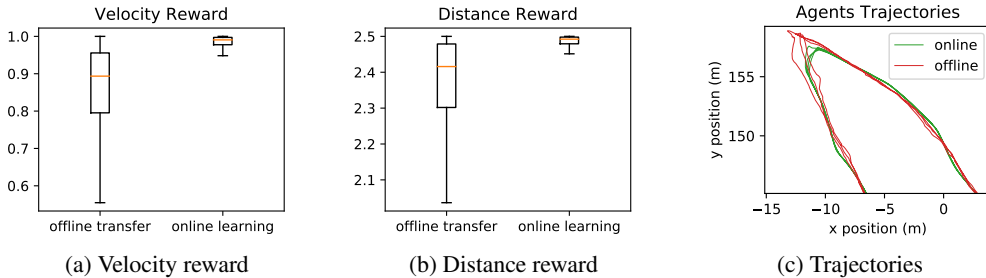 Velocity Reward
1.0
0.9
0.8
0.7
0.6
offline transfer online learning
(a) Velocity reward
Distance Reward
2.5
2.4
2.3
2.2
2.1
offline transfer online learning
(b) Distance reward
Agents Trajectories
online
offline
y position (m)
155
150
−15 −10 −5 0
x position (m)
(c) Trajectories